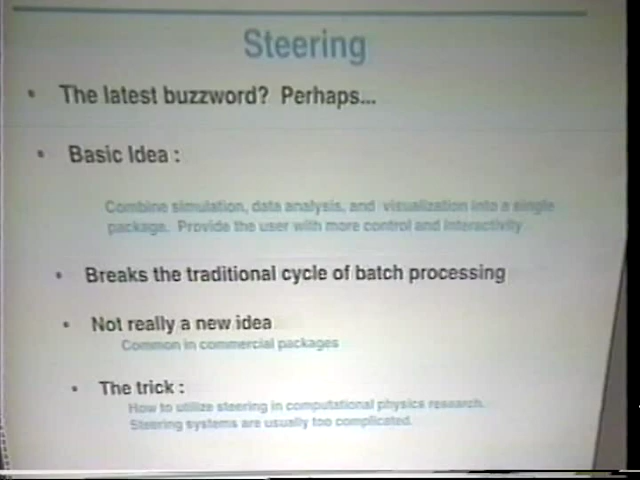 Steering
• The latest buzzword? Perhaps...
• Basic Idea :
Combine simulation, data analysis, and visualization into a single
package. Provide the user with more control and interactivity
• Breaks the traditional cycle of batch processing
• Not really a new idea
Common in commercial packages
• The trick :
How to utilize steering in computational physics research.
Steering systems are usually too complicated.